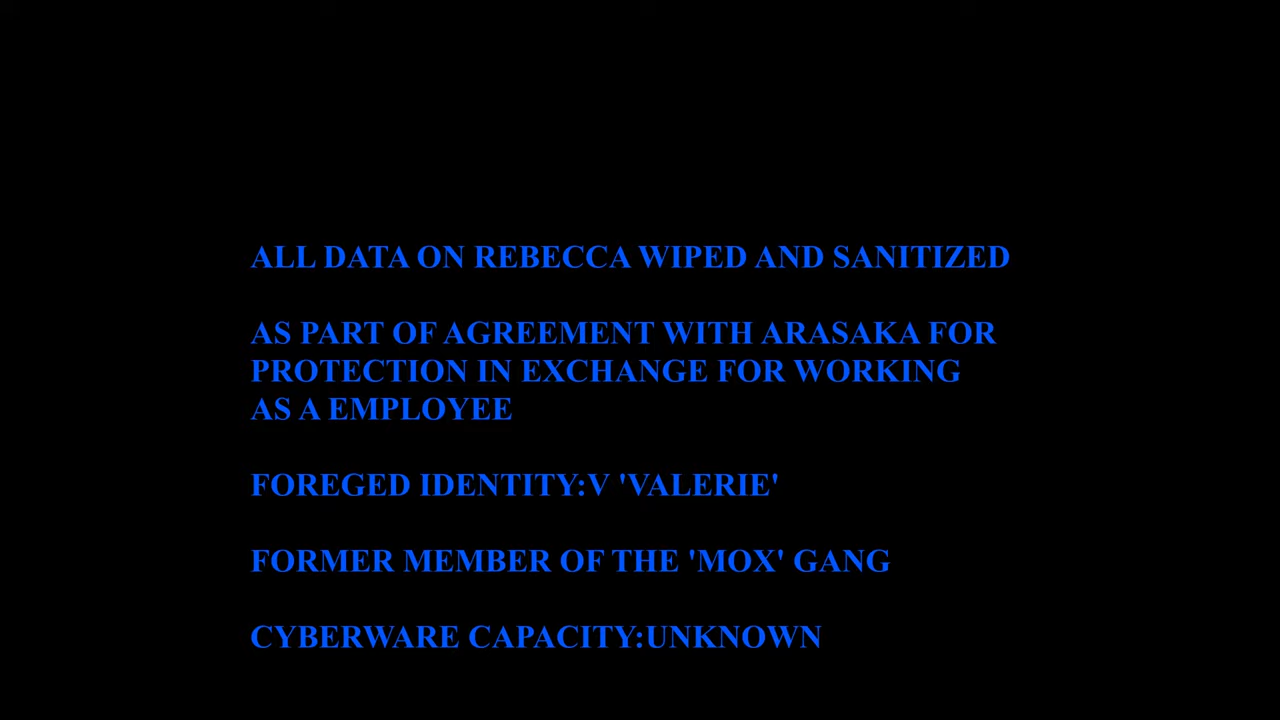 ALL DATA ON REBECCA WIPED AND SANITIZED
AS PART OF AGREEMENT WITH ARASAKA FOR
PROTECTION IN EXCHANGE FOR WORKING
AS A EMPLOYEE
FOREGED IDENTITY:V 'VALERIE'
FORMER MEMBER OF THE 'MOX' GANG
CYBERWARE CAPACITY:UNKNOWN